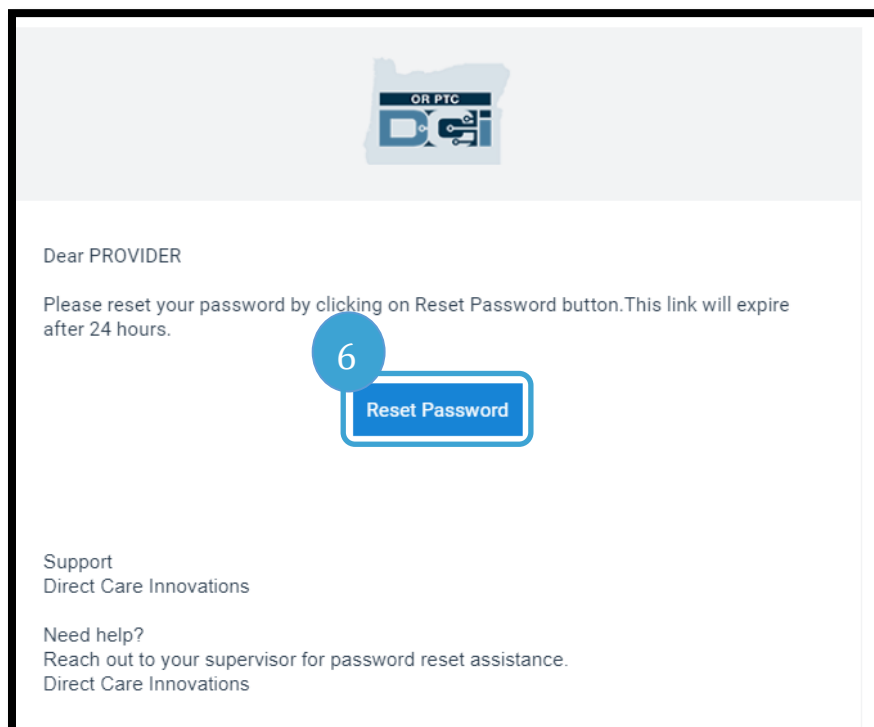 OR PTC
DCi
Dear PROVIDER
Please reset your password by clicking on Reset Password button.This link will expire
after 24 hours.
6
Reset Password
Support
Direct Care Innovations
Need help?
Reach out to your supervisor for password reset assistance.
Direct Care Innovations